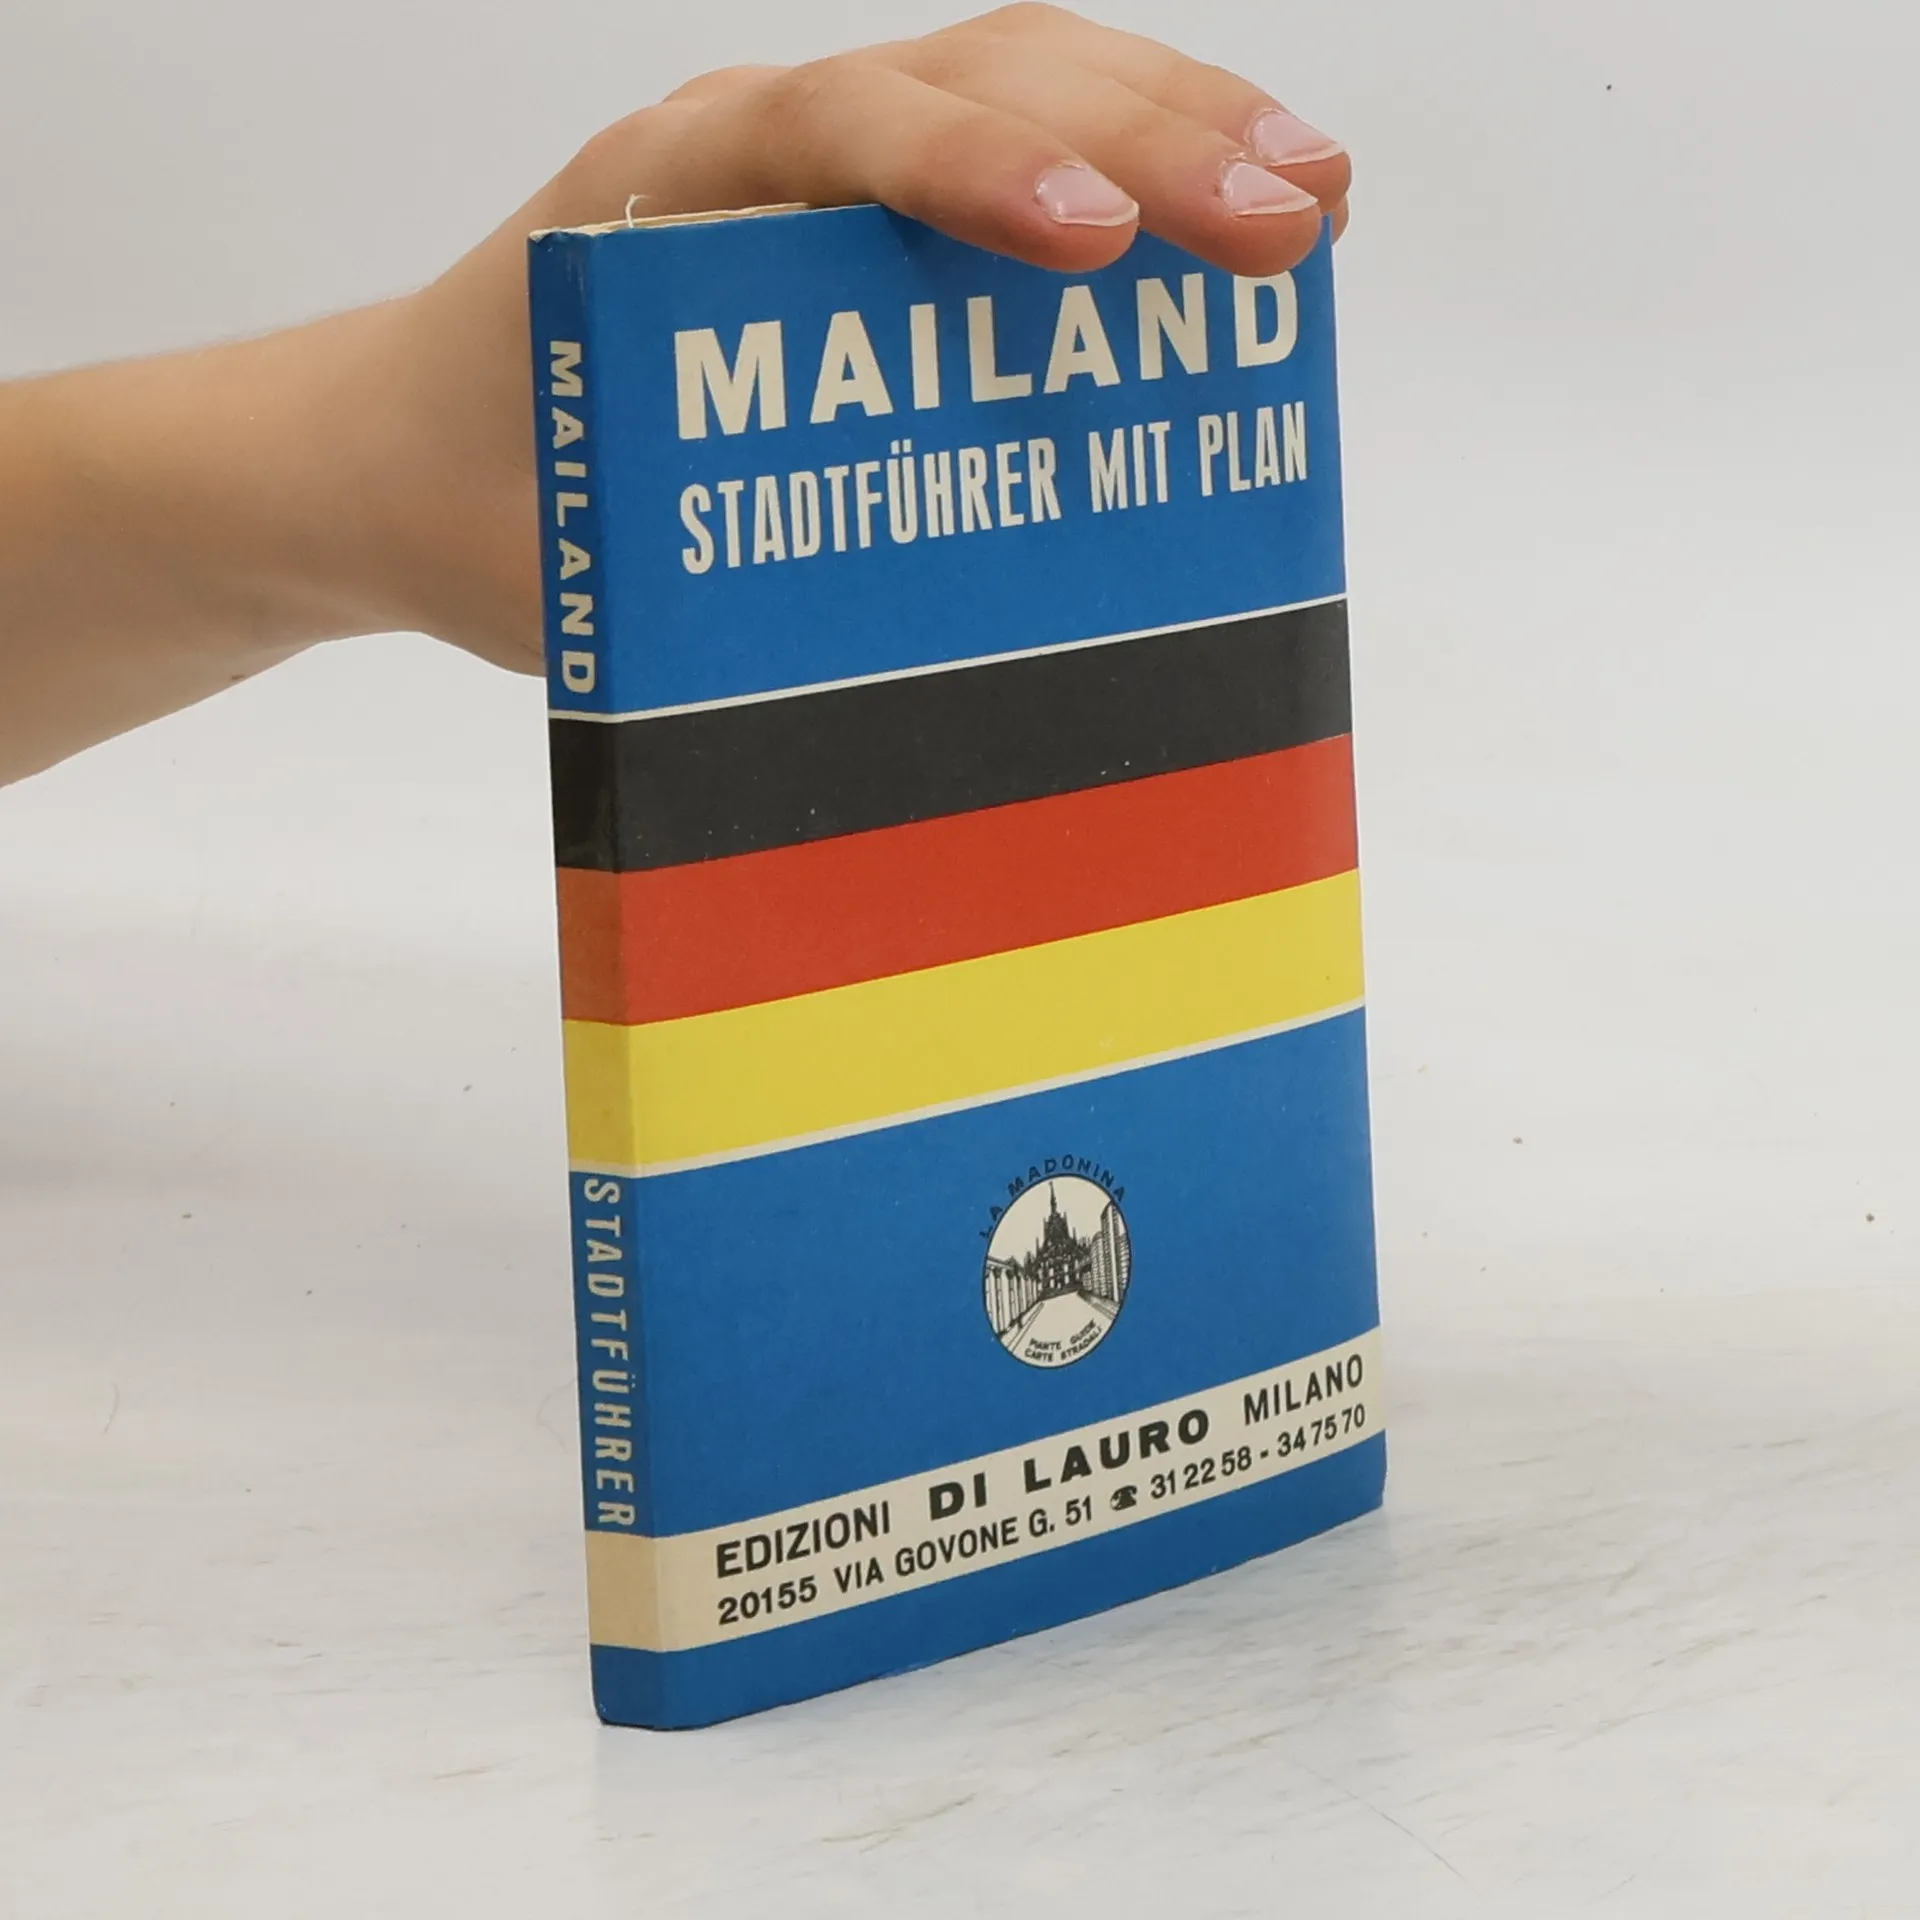 MAILAND
STADTFÜHRER MIT PLAN
MAILAND
STADTFÜHRER
LA MADONINA
PIANTE GUIDE
CARTE STRADALI
EDIZIONI DI LAURO MILANO
20155 VIA GOVONE G. 51 ☎ 31 22 58 - 34 75 70